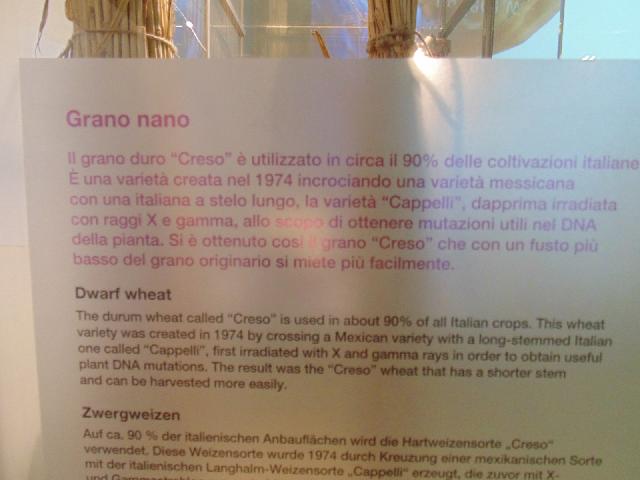 Grano nano
Il grano duro “Creso” è utilizzato in circa il 90% delle coltivazioni italiane
È una varietà creata nel 1974 incrociando una varietà messicana
con una italiana a stelo lungo, la varietà “Cappelli”, dapprima irradiata
con raggi X e gamma, allo scopo di ottenere mutazioni utili nel DNA
della pianta. Si è ottenuto così il grano “Creso” che con un fusto più
basso del grano originario si miete più facilmente.
Dwarf wheat
The durum wheat called “Creso” is used in about 90% of all Italian crops. This wheat
variety was created in 1974 by crossing a Mexican variety with a long-stemmed Italian
one called “Cappelli”, first irradiated with X and gamma rays in order to obtain useful
plant DNA mutations. The result was the “Creso” wheat that has a shorter stem
and can be harvested more easily.
Zwergweizen
Auf ca. 90 % der italienischen Anbauflächen wird die Hartweizensorte „Creso“
verwendet. Diese Weizensorte wurde 1974 durch Kreuzung einer mexikanischen Sorte
mit der italienischen Langhalm-Weizensorte „Cappelli“ erzeugt, die zuvor mit X-
und